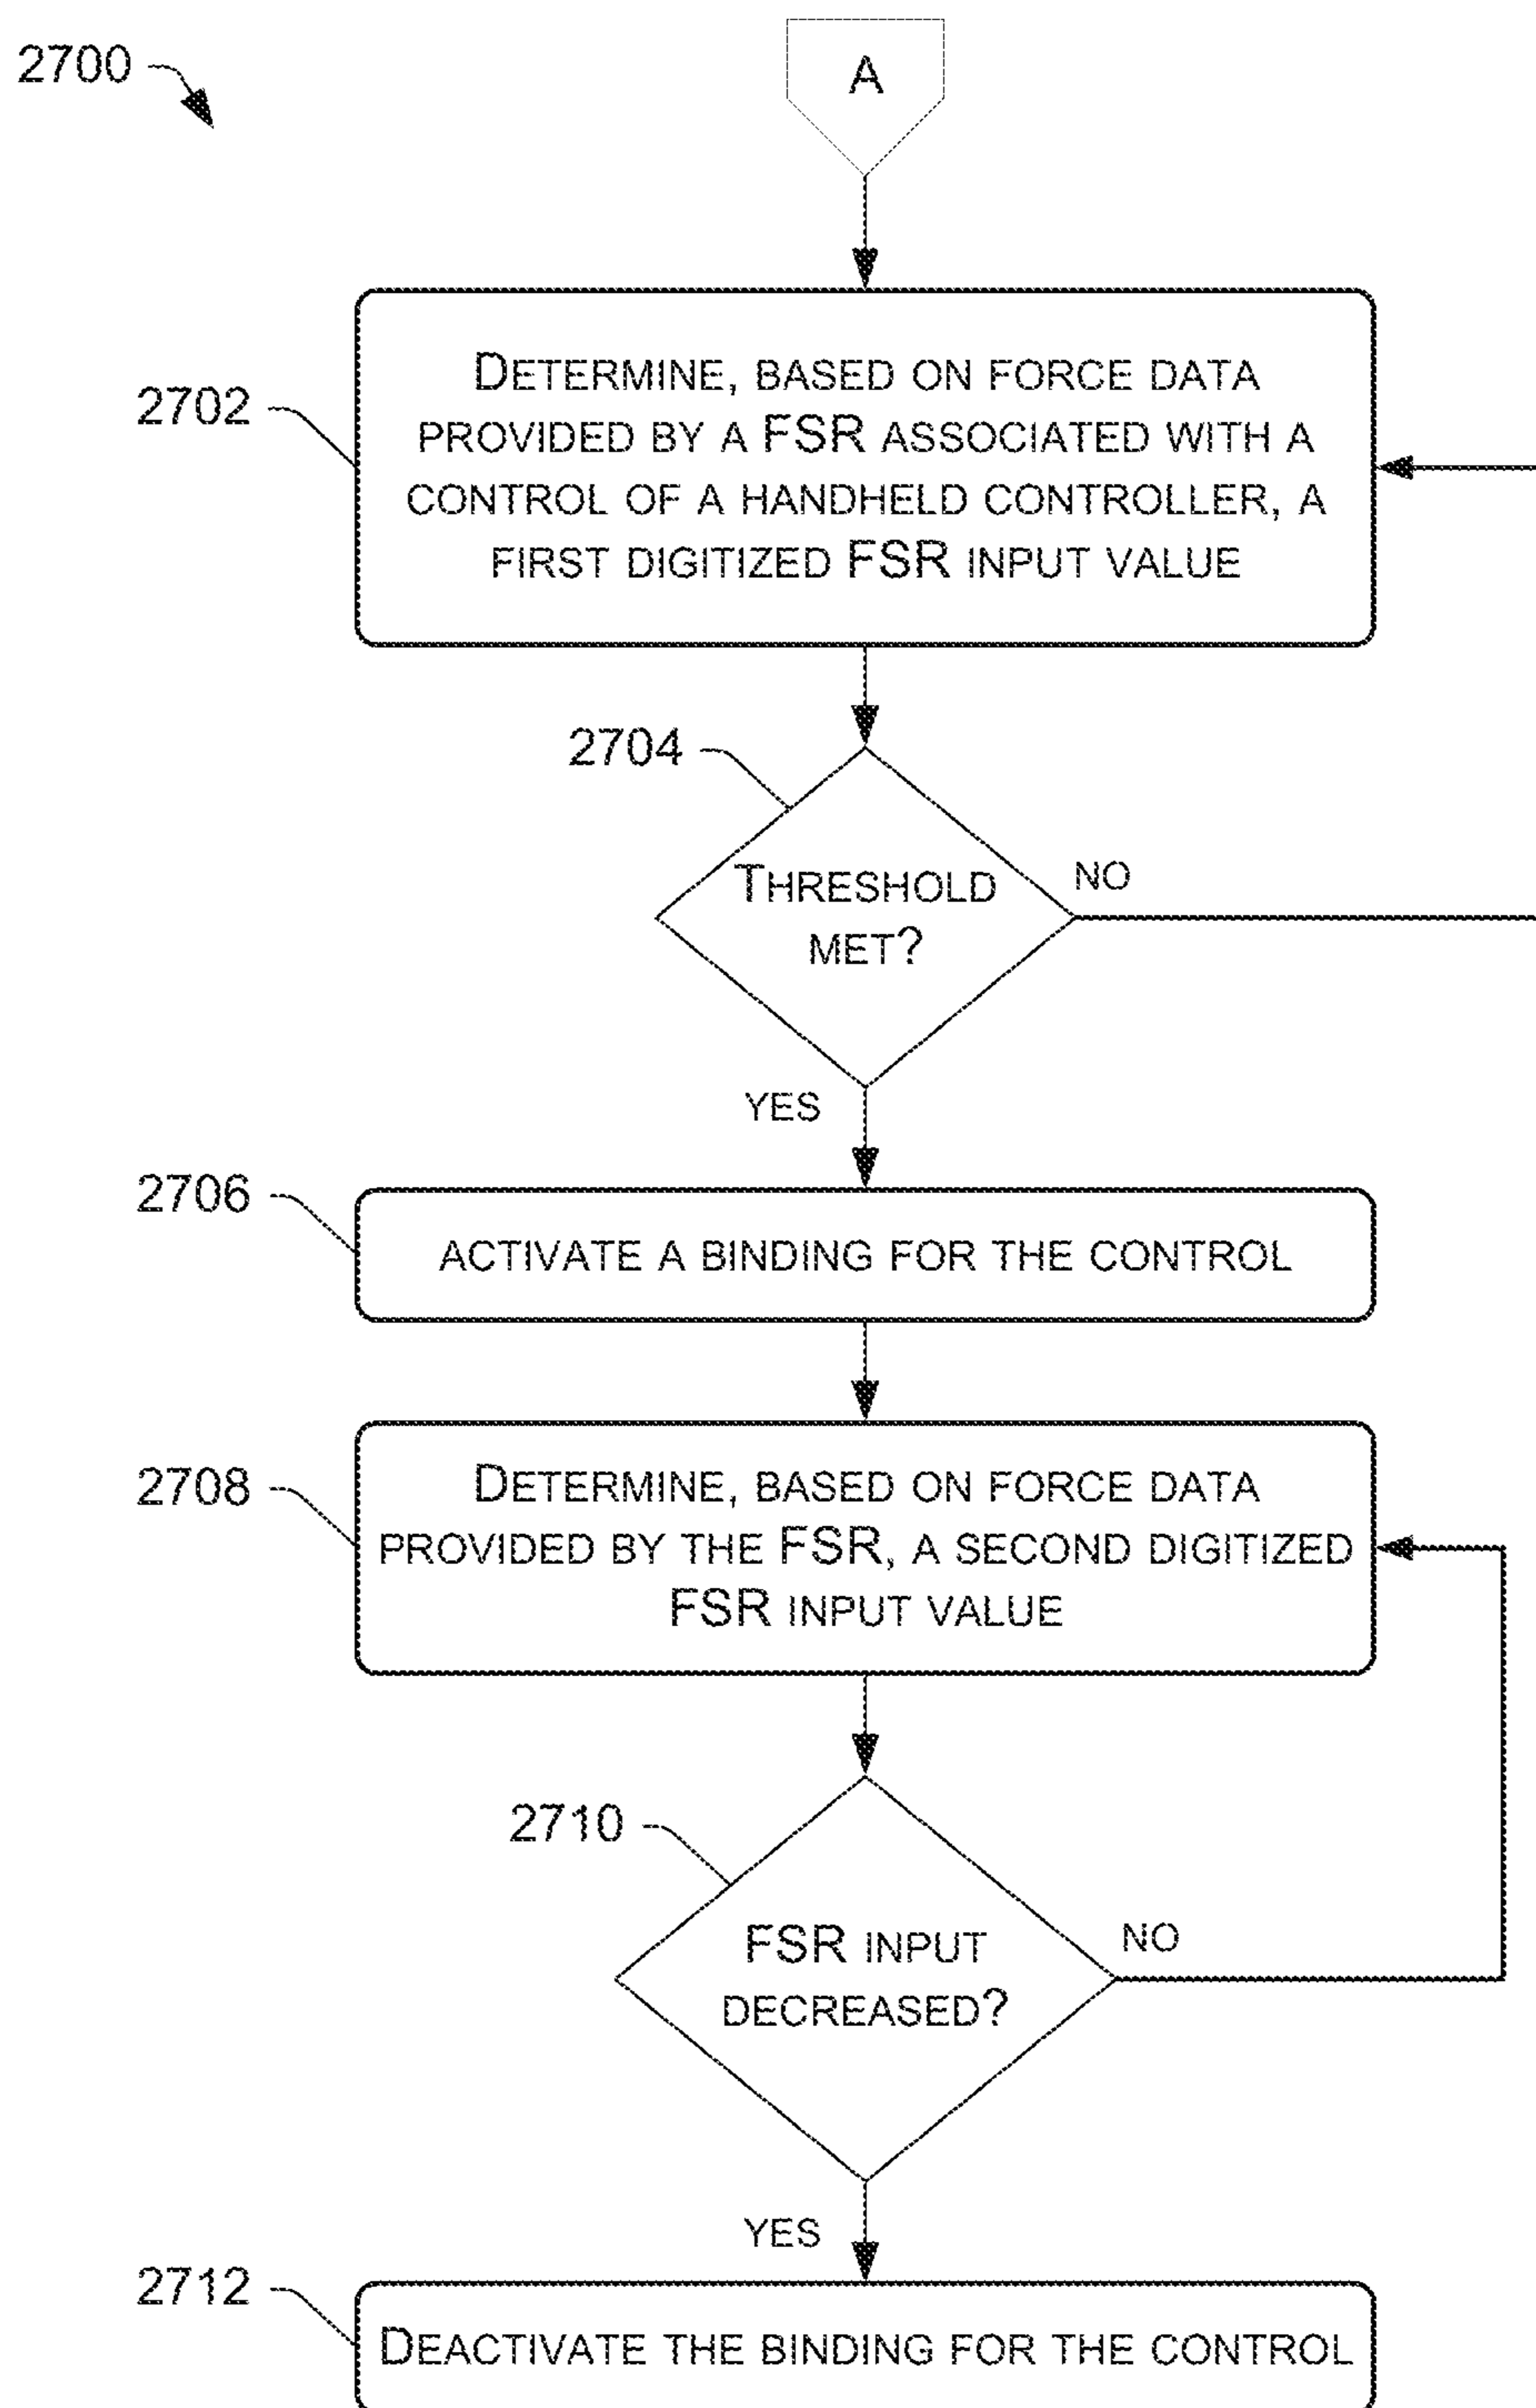 2700
A
2702
DETERMINE, BASED ON FORCE DATA
PROVIDED BY A FSR ASSOCIATED WITH A
CONTROL OF A HANDHELD CONTROLLER, A
FIRST DIGITIZED FSR INPUT VALUE
2704
THRESHOLD
MET?
NO
YES
2706
ACTIVATE A BINDING FOR THE CONTROL
2708
DETERMINE, BASED ON FORCE DATA
PROVIDED BY THE FSR, A SECOND DIGITIZED
FSR INPUT VALUE
2710
FSR INPUT
DECREASED?
NO
YES
2712
DEACTIVATE THE BINDING FOR THE CONTROL